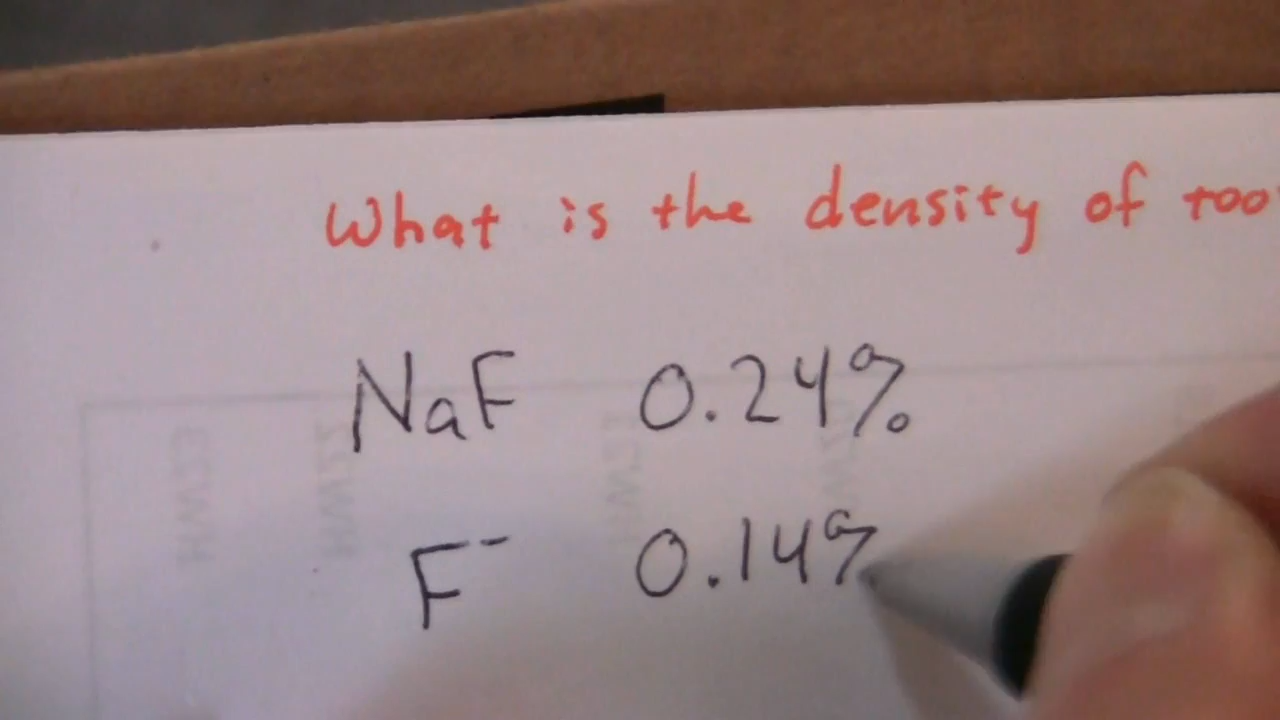 What is the density of too
NaF 0.24%
F⁻ 0.14%